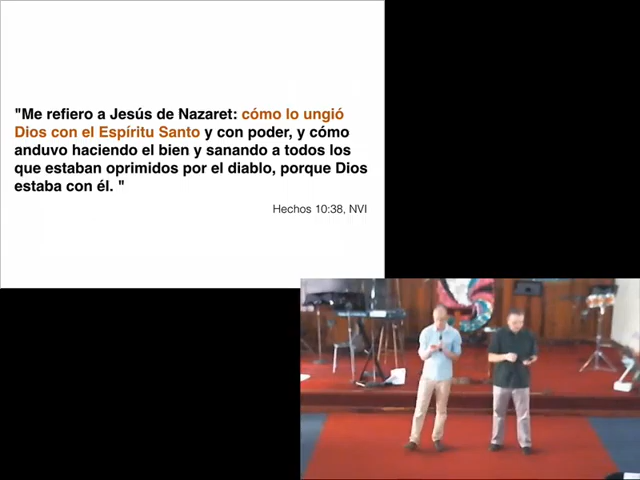 "Me refiero a Jesús de Nazaret: cómo lo ungió
Dios con el Espíritu Santo y con poder, y cómo
anduvo haciendo el bien y sanando a todos los
que estaban oprimidos por el diablo, porque Dios
estaba con él. "
Hechos 10:38, NVI